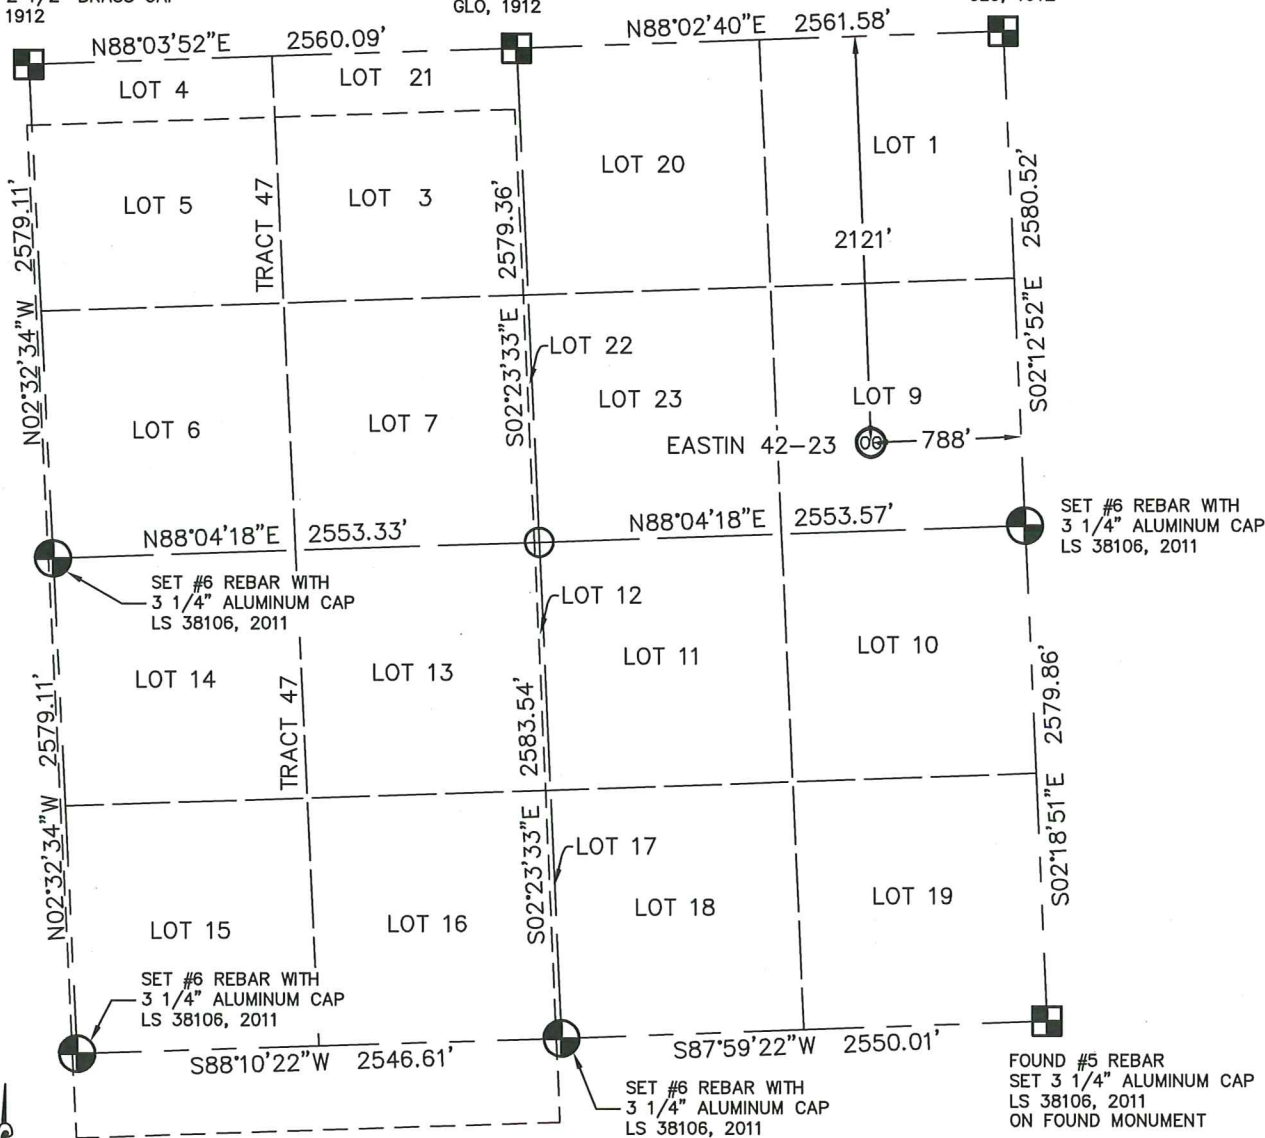 1912
GLO, 1912
N88°03'52"E 2560.09'
N88°02'40"E 2561.58'
LOT 4
LOT 21
LOT 20
LOT 1
LOT 5
LOT 3
TRACT 47
N02°32'34"W 2579.11'
S02°23'33"E 2579.36'
2121'
S02°12'52"E 2580.52'
LOT 22
LOT 23
LOT 9
LOT 6
LOT 7
EASTIN 42-23
OG
788'
N88°04'18"E 2553.33'
N88°04'18"E 2553.57'
SET #6 REBAR WITH
3 1/4" ALUMINUM CAP
LS 38106, 2011
SET #6 REBAR WITH
3 1/4" ALUMINUM CAP
LS 38106, 2011
LOT 12
LOT 14
LOT 13
LOT 11
LOT 10
N02°32'34"W 2579.11'
TRACT 47
S02°23'33"E 2583.54'
S02°18'51"E 2579.86'
LOT 17
LOT 15
LOT 16
LOT 18
LOT 19
SET #6 REBAR WITH
3 1/4" ALUMINUM CAP
LS 38106, 2011
S88°10'22"W 2546.61'
S87°59'22"W 2550.01'
SET #6 REBAR WITH
3 1/4" ALUMINUM CAP
LS 38106, 2011
FOUND #5 REBAR
SET 3 1/4" ALUMINUM CAP
LS 38106, 2011
ON FOUND MONUMENT